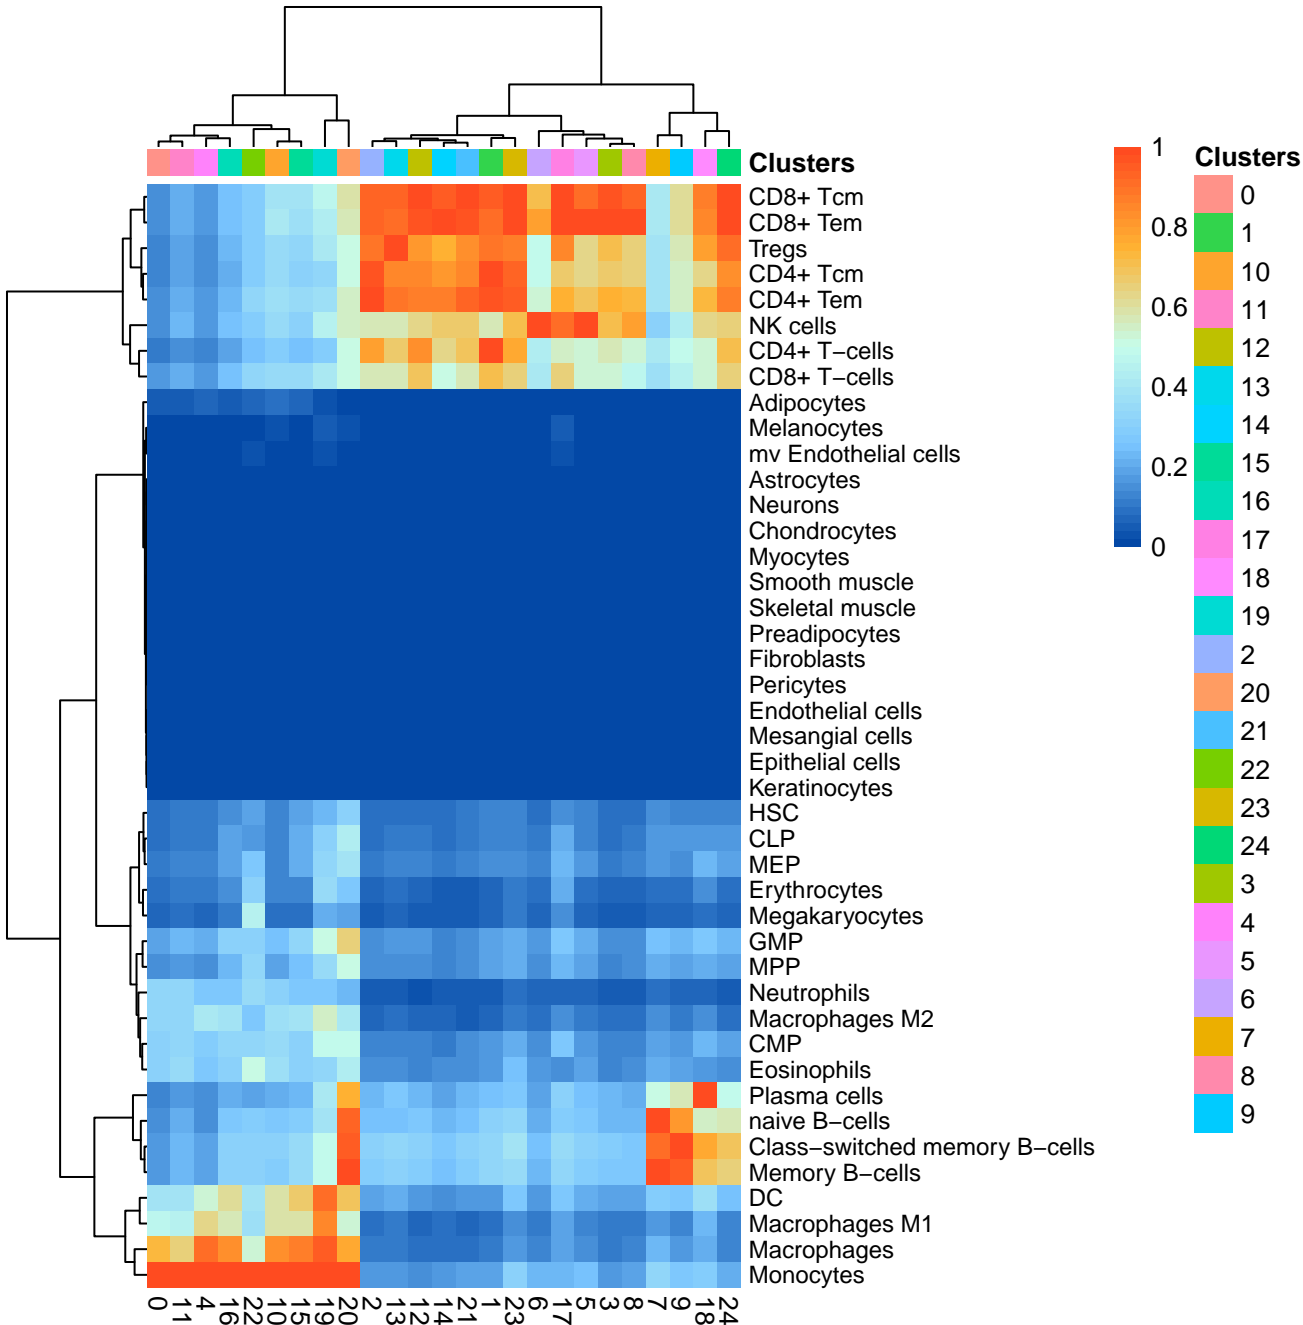 Clusters
CD8+ Tcm
CD8+ Tem
Tregs
CD4+ Tcm
CD4+ Tem
NK cells
CD4+ T−cells
CD8+ T−cells
Adipocytes
Melanocytes
mv Endothelial cells
Astrocytes
Neurons
Chondrocytes
Myocytes
Smooth muscle
Skeletal muscle
Preadipocytes
Fibroblasts
Pericytes
Endothelial cells
Mesangial cells
Epithelial cells
Keratinocytes
HSC
CLP
MEP
Erythrocytes
Megakaryocytes
GMP
MPP
Neutrophils
Macrophages M2
CMP
Eosinophils
Plasma cells
naive B−cells
Class−switched memory B−cells
Memory B−cells
DC
Macrophages M1
Macrophages
Monocytes
0 11 4 16 22 10 15 19 20 2 13 12 14 21 1 23 6 17 5 3 8 7 9 18 24
1
0.8
0.6
0.4
0.2
0
Clusters
0
1
10
11
12
13
14
15
16
17
18
19
2
20
21
22
23
24
3
4
5
6
7
8
9